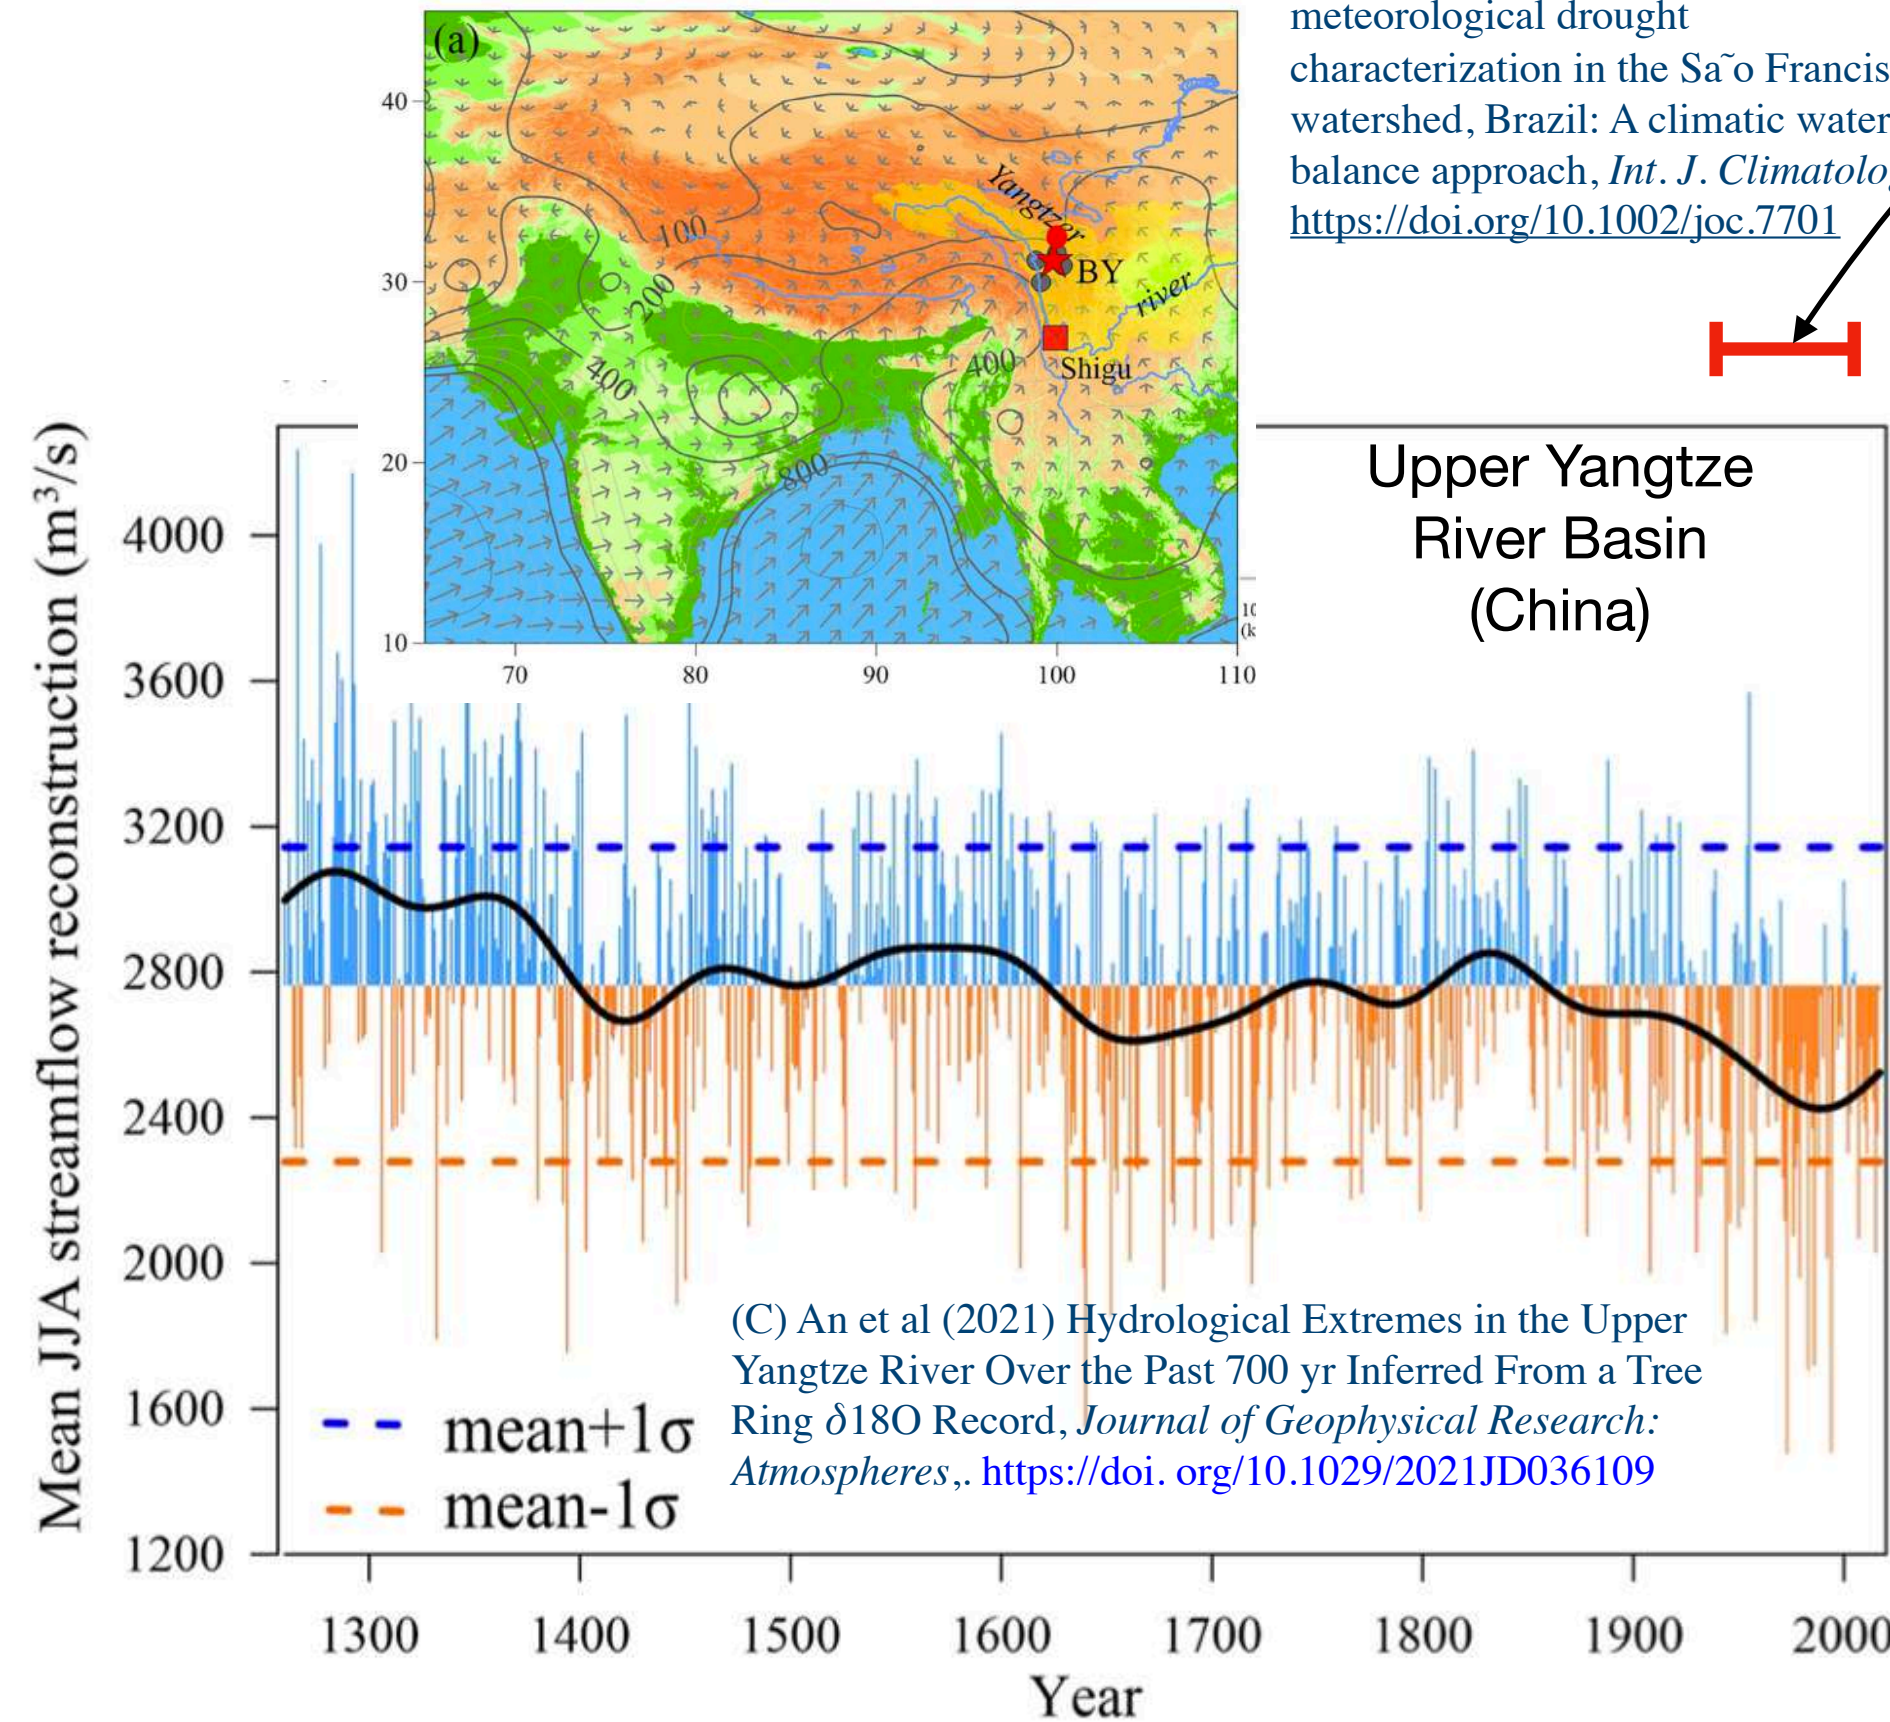 meteorological drought
characterization in the Sa˜o Francis
watershed, Brazil: A climatic water
balance approach, Int. J. Climatolo
https://doi.org/10.1002/joc.7701
(a)
40
30
20
10
70
80
90
100
110
100
200
400
400
800
Yangtzer
river
BY
Shigu
10
(k
Upper Yangtze
River Basin
(China)
Mean JJA streamflow reconstruction (m³/s)
4000
3600
3200
2800
2400
2000
1600
1200
mean+1σ
mean-1σ
(C) An et al (2021) Hydrological Extremes in the Upper
Yangtze River Over the Past 700 yr Inferred From a Tree
Ring δ18O Record, Journal of Geophysical Research:
Atmospheres,. https://doi. org/10.1029/2021JD036109
1300
1400
1500
1600
1700
1800
1900
2000
Year